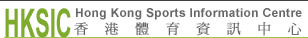 HKSIC
Hong Kong Sports Information Centre
香港體育資訊中心